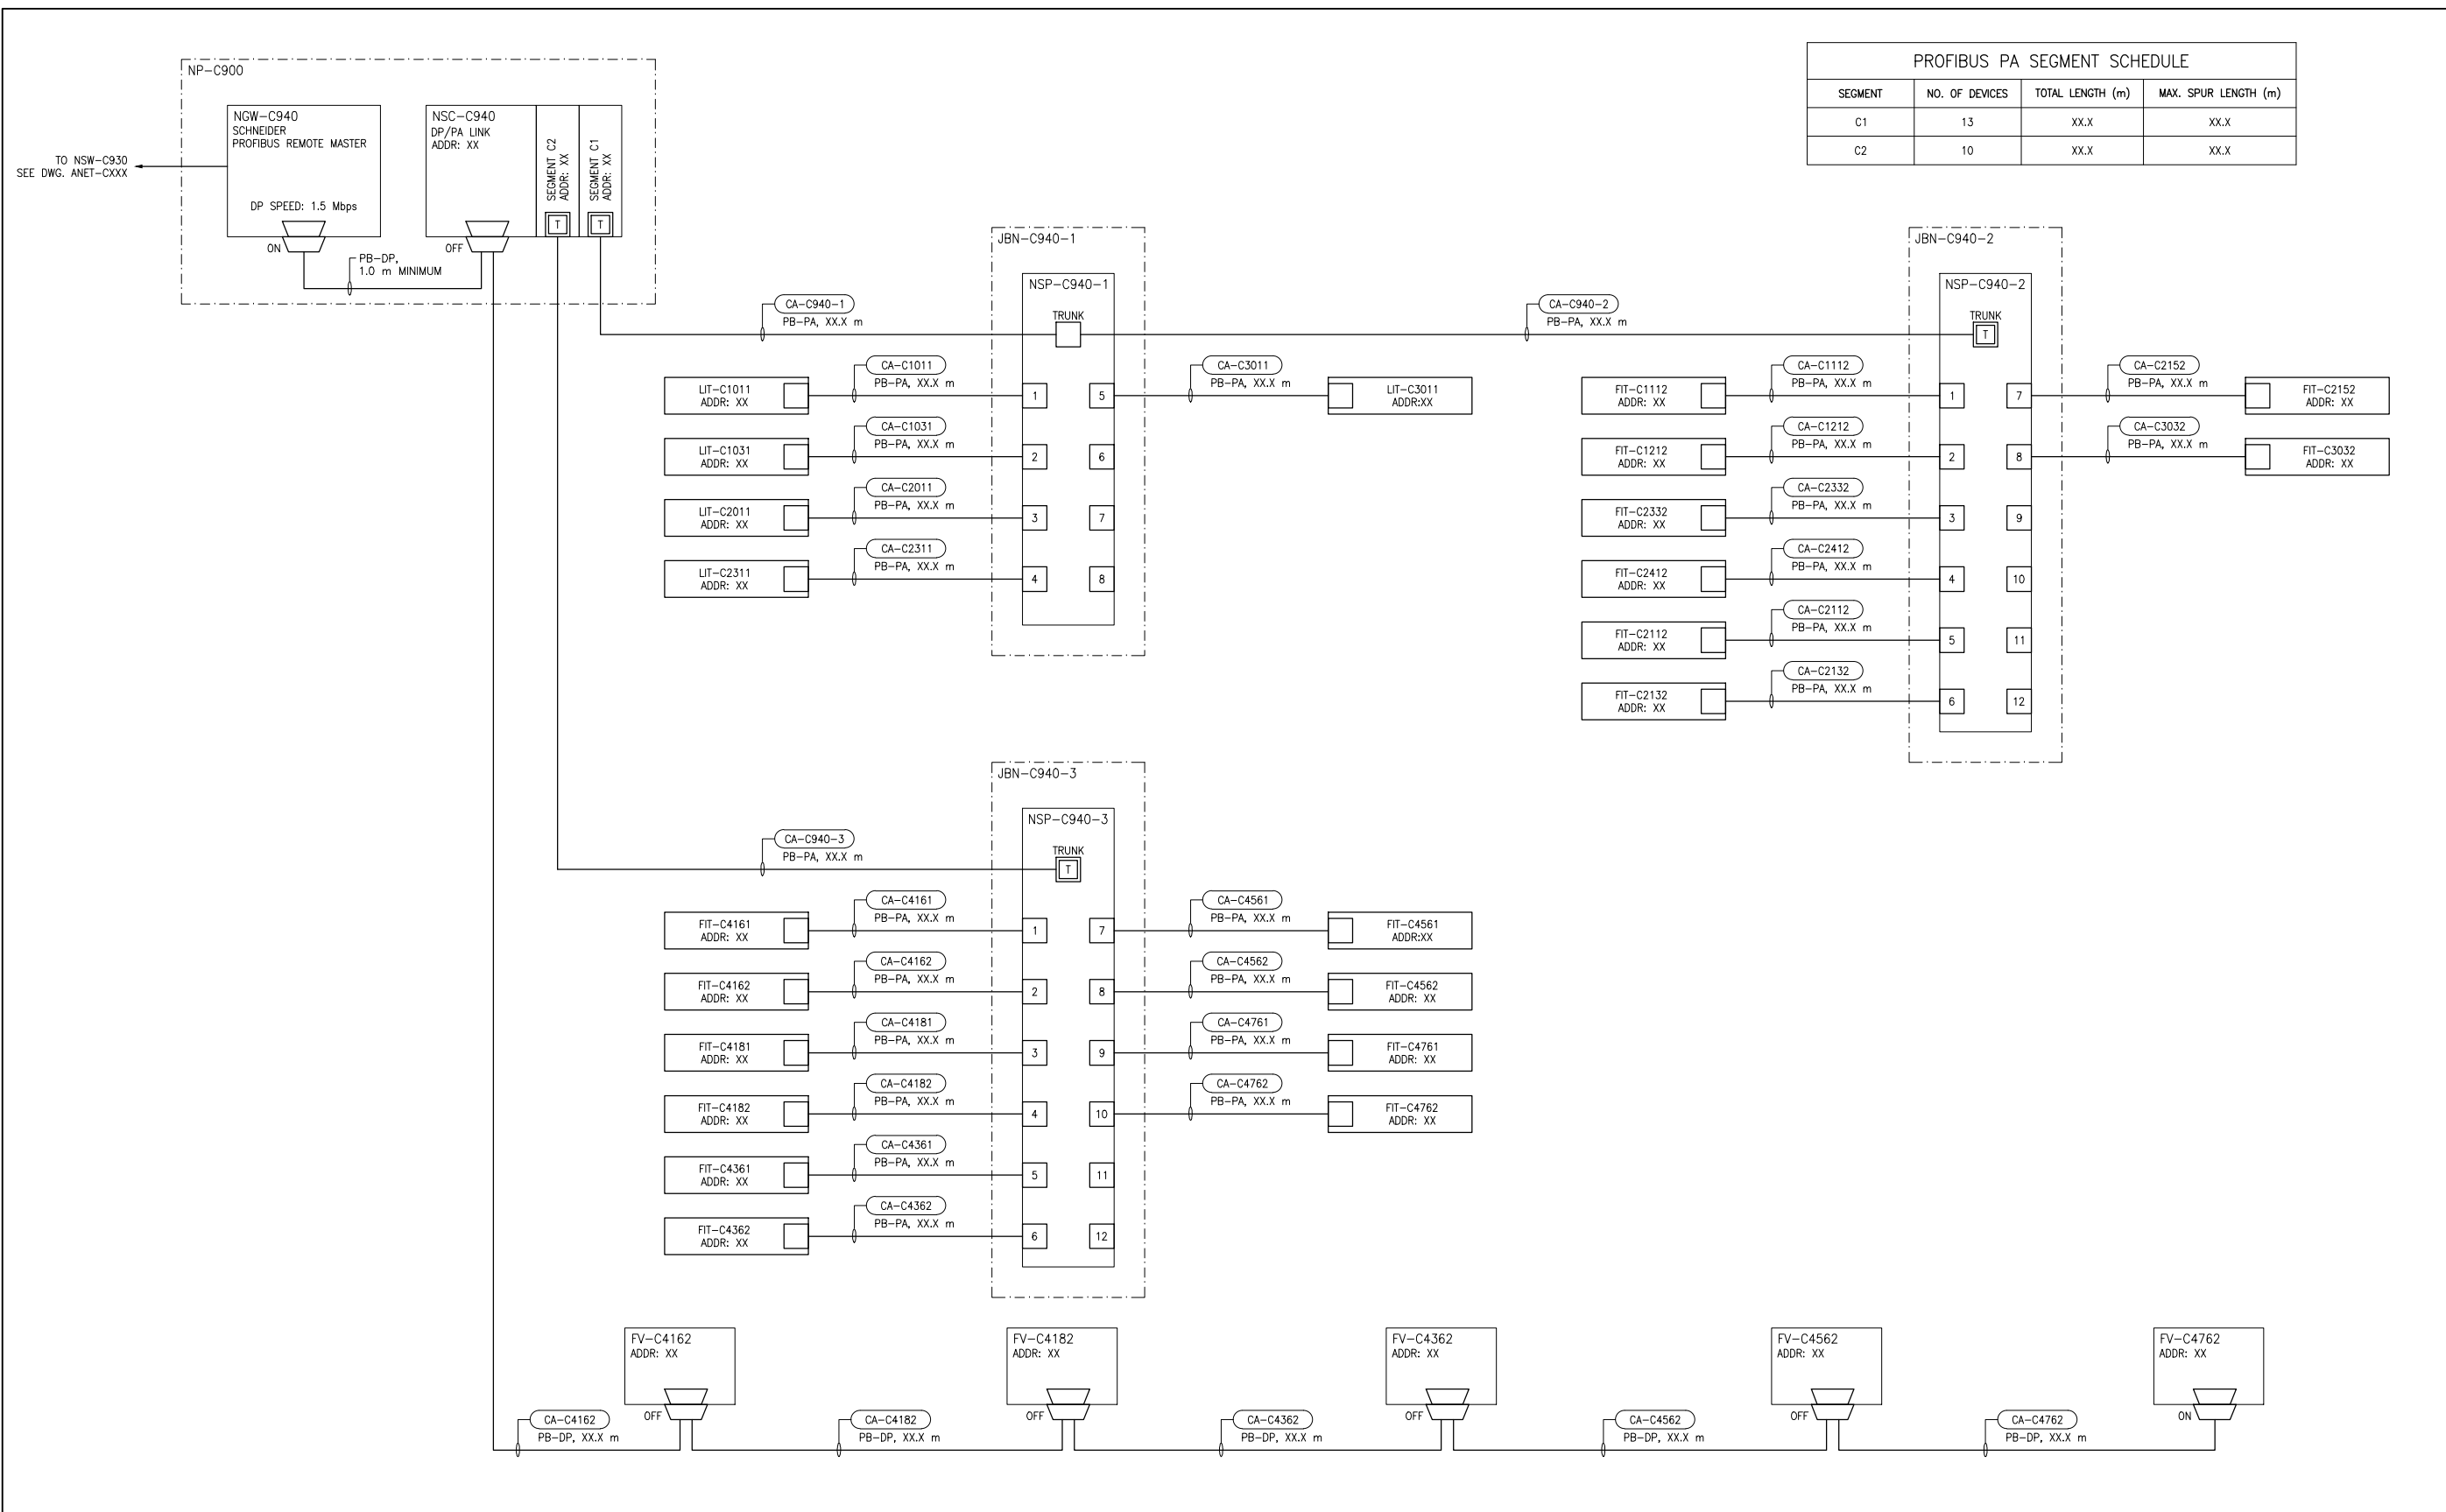 NP-C900
NGW-C940
SCHNEIDER
PROFIBUS REMOTE MASTER
DP SPEED: 1.5 Mbps
ON
TO NSW-C930
SEE DWG. ANET-CXXX
NSC-C940
DP/PA LINK
ADDR: XX
OFF
SEGMENT C2
ADDR: XX
T
SEGMENT C1
ADDR: XX
T
PB-DP,
1.0 m MINIMUM
PROFIBUS PA SEGMENT SCHEDULE
SEGMENT NO. OF DEVICES TOTAL LENGTH (m) MAX. SPUR LENGTH (m)
C1 13 XX.X XX.X
C2 10 XX.X XX.X
CA-C940-1
PB-PA, XX.X m
JBN-C940-1
NSP-C940-1
TRUNK
LIT-C1011
ADDR: XX
CA-C1011
PB-PA, XX.X m
1
LIT-C1031
ADDR: XX
CA-C1031
PB-PA, XX.X m
2
LIT-C2011
ADDR: XX
CA-C2011
PB-PA, XX.X m
3
LIT-C2311
ADDR: XX
CA-C2311
PB-PA, XX.X m
4
5
CA-C3011
PB-PA, XX.X m
LIT-C3011
ADDR:XX
6
7
8
CA-C940-2
PB-PA, XX.X m
JBN-C940-2
NSP-C940-2
TRUNK
T
FIT-C1112
ADDR: XX
CA-C1112
PB-PA, XX.X m
1
FIT-C1212
ADDR: XX
CA-C1212
PB-PA, XX.X m
2
FIT-C2332
ADDR: XX
CA-C2332
PB-PA, XX.X m
3
FIT-C2412
ADDR: XX
CA-C2412
PB-PA, XX.X m
4
FIT-C2112
ADDR: XX
CA-C2112
PB-PA, XX.X m
5
FIT-C2132
ADDR: XX
CA-C2132
PB-PA, XX.X m
6
7
CA-C2152
PB-PA, XX.X m
FIT-C2152
ADDR: XX
8
CA-C3032
PB-PA, XX.X m
FIT-C3032
ADDR: XX
9
10
11
12
CA-C940-3
PB-PA, XX.X m
JBN-C940-3
NSP-C940-3
TRUNK
T
FIT-C4161
ADDR: XX
CA-C4161
PB-PA, XX.X m
1
FIT-C4162
ADDR: XX
CA-C4162
PB-PA, XX.X m
2
FIT-C4181
ADDR: XX
CA-C4181
PB-PA, XX.X m
3
FIT-C4182
ADDR: XX
CA-C4182
PB-PA, XX.X m
4
FIT-C4361
ADDR: XX
CA-C4361
PB-PA, XX.X m
5
FIT-C4362
ADDR: XX
CA-C4362
PB-PA, XX.X m
6
7
CA-C4561
PB-PA, XX.X m
FIT-C4561
ADDR:XX
8
CA-C4562
PB-PA, XX.X m
FIT-C4562
ADDR: XX
9
CA-C4761
PB-PA, XX.X m
FIT-C4761
ADDR: XX
10
CA-C4762
PB-PA, XX.X m
FIT-C4762
ADDR: XX
11
12
FV-C4162
ADDR: XX
OFF
CA-C4162
PB-DP, XX.X m
FV-C4182
ADDR: XX
OFF
CA-C4182
PB-DP, XX.X m
FV-C4362
ADDR: XX
OFF
CA-C4362
PB-DP, XX.X m
FV-C4562
ADDR: XX
OFF
CA-C4562
PB-DP, XX.X m
FV-C4762
ADDR: XX
ON
CA-C4762
PB-DP, XX.X m